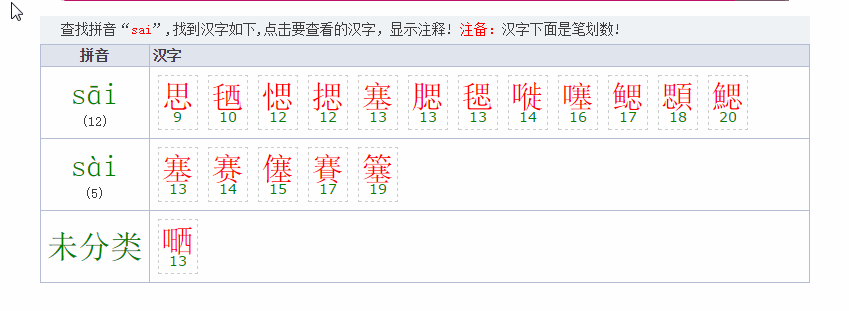 查找拼音“sai”,找到汉字如下,点击要查看的汉字，显示注释! 注备: 汉字下面是笔划数!
拼音 汉字
sāi 思 毢 愢 揌 塞 腮 毸 嘥 噻 鳃 顋 鰓
(12) 9 10 12 12 13 13 13 14 16 17 18 20
sài 塞 赛 僿 賽 簺
(5) 13 14 15 17 19
未分类 嗮
13